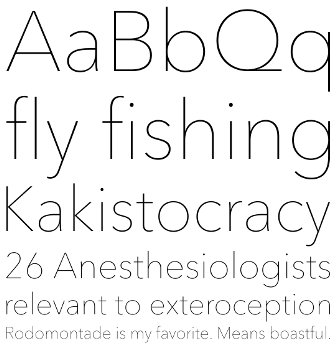 AaBbQq
fly fishing
Kakistocracy
26 Anesthesiologists
relevant to exteroception
Rodomontade is my favorite. Means boastful.